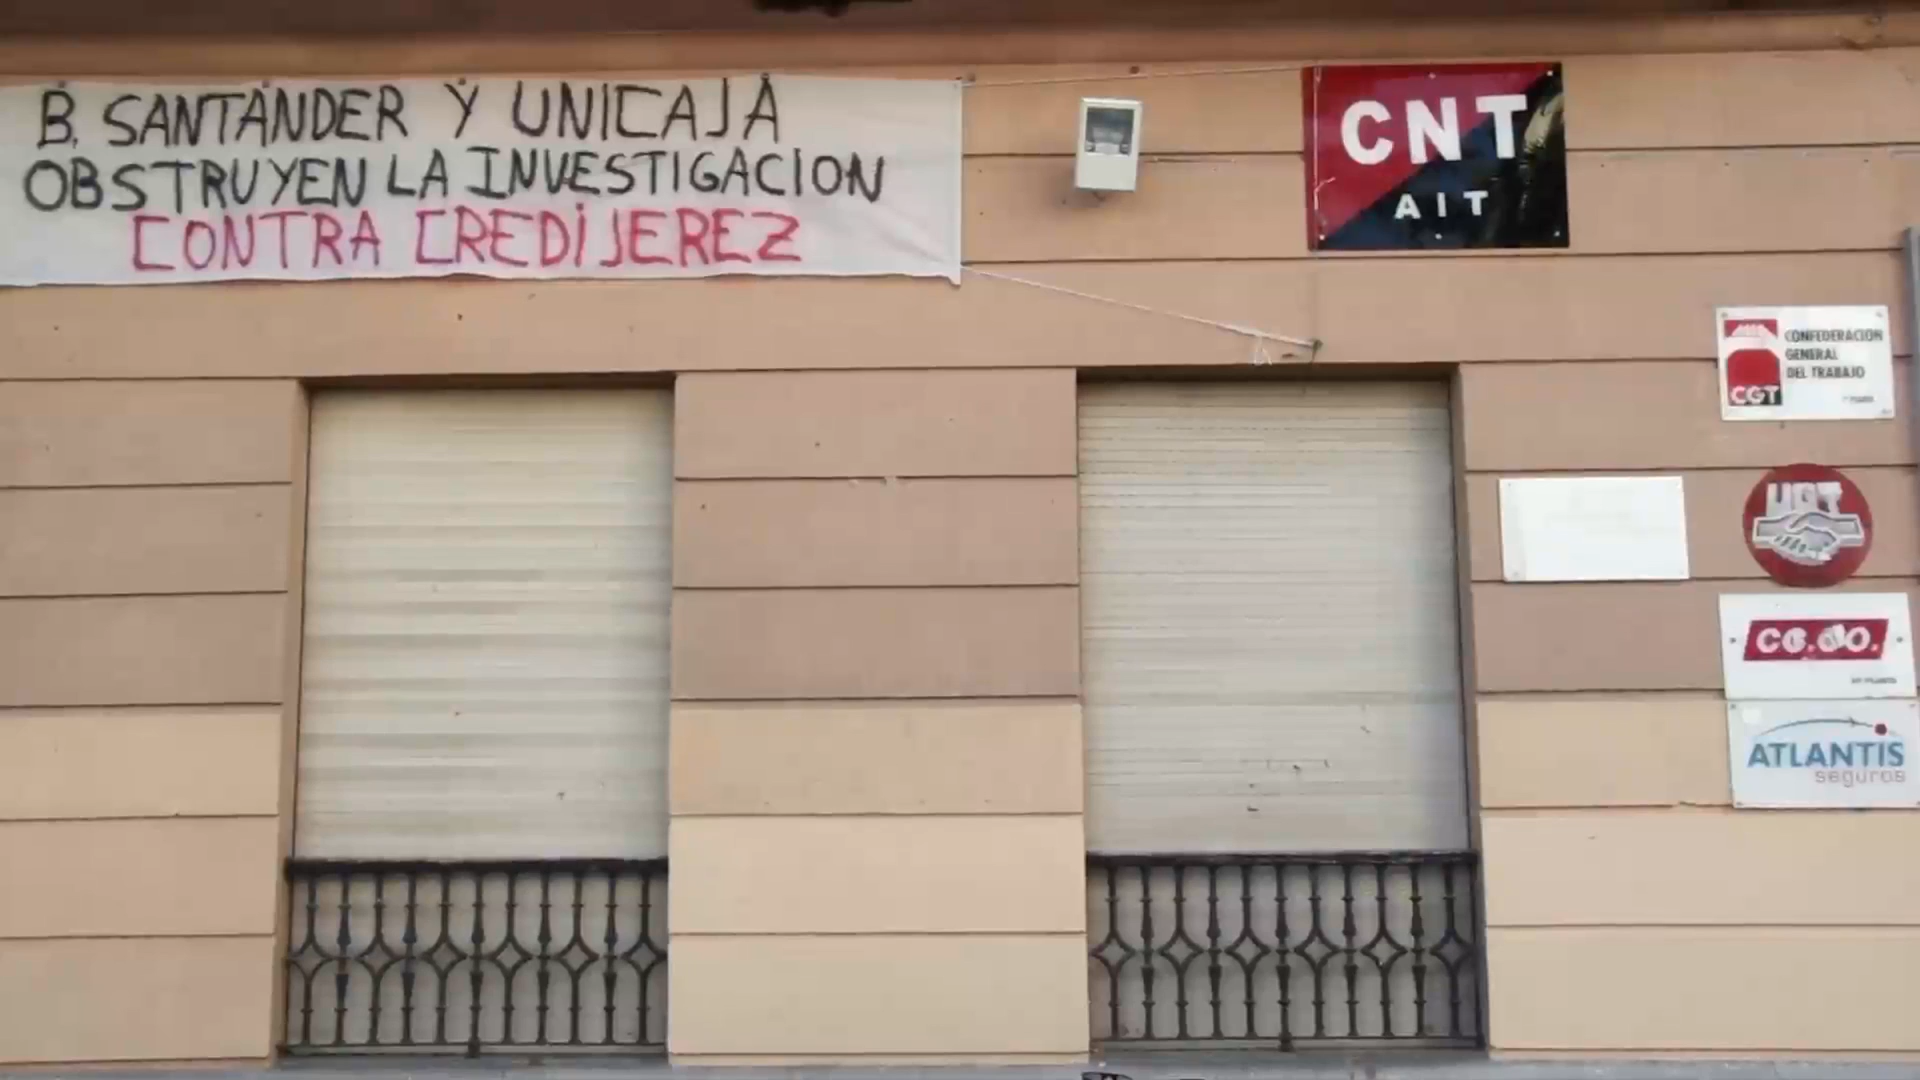 B. SANTANDER Y UNICAJA
OBSTRUYEN LA INVESTIGACION
CONTRA CREDIJEREZ
CNT
AIT
CONFEDERACION
GENERAL
DEL TRABAJO
CGT
UGT
CC.OO.
ATLANTIS
seguros